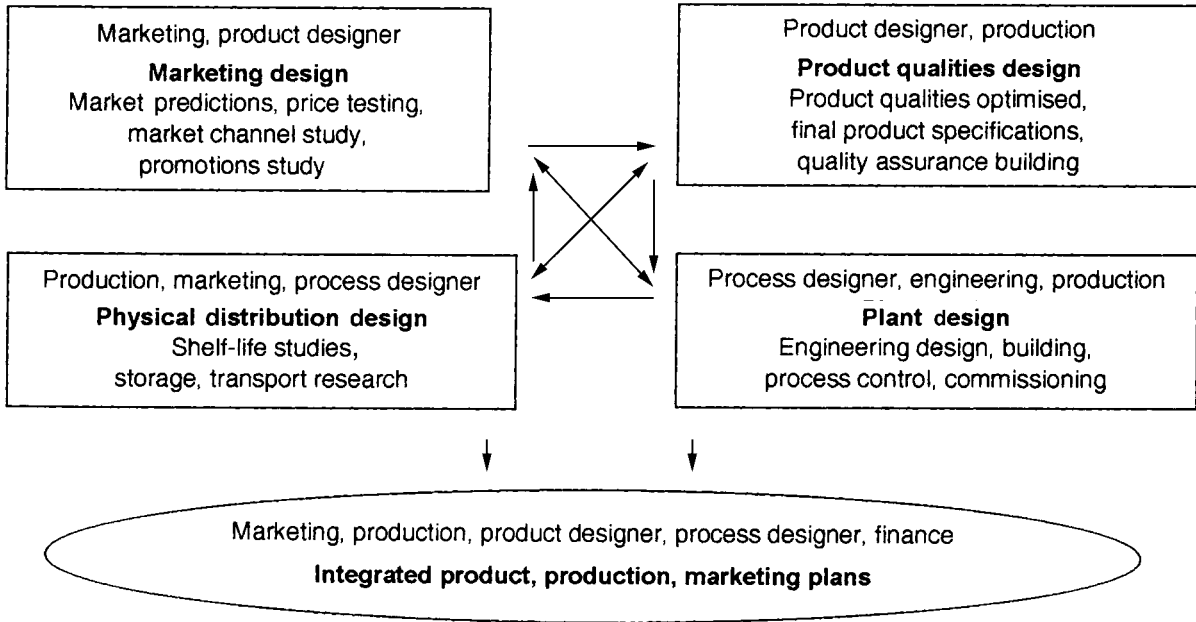 Marketing, product designer
Marketing design
Market predictions, price testing,
market channel study,
promotions study
Product designer, production
Product qualities design
Product qualities optimised,
final product specifications,
quality assurance building
Production, marketing, process designer
Physical distribution design
Shelf-life studies,
storage, transport research
Process designer, engineering, production
Plant design
Engineering design, building,
process control, commissioning
Marketing, production, product designer, process designer, finance
Integrated product, production, marketing plans